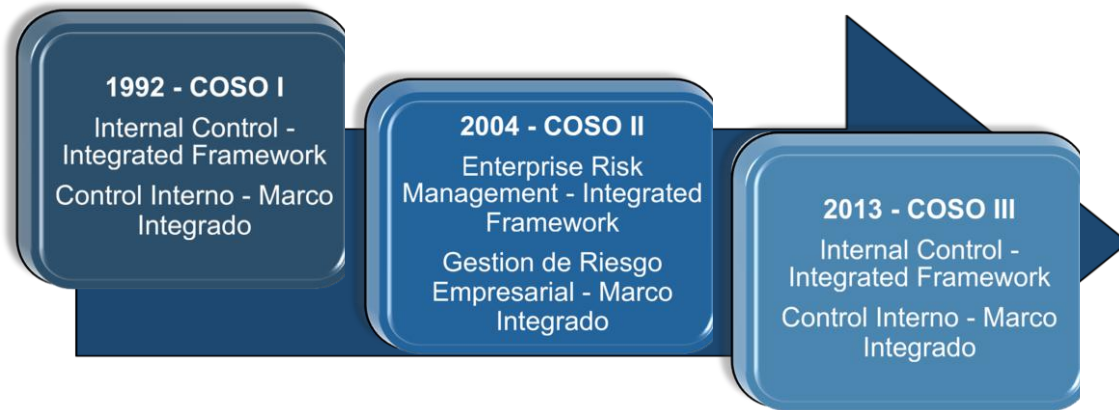 1992 - COSO I
Internal Control -
Integrated Framework
Control Interno - Marco
Integrado
2004 - COSO II
Enterprise Risk
Management - Integrated
Framework
Gestion de Riesgo
Empresarial - Marco
Integrado
2013 - COSO III
Internal Control -
Integrated Framework
Control Interno - Marco
Integrado